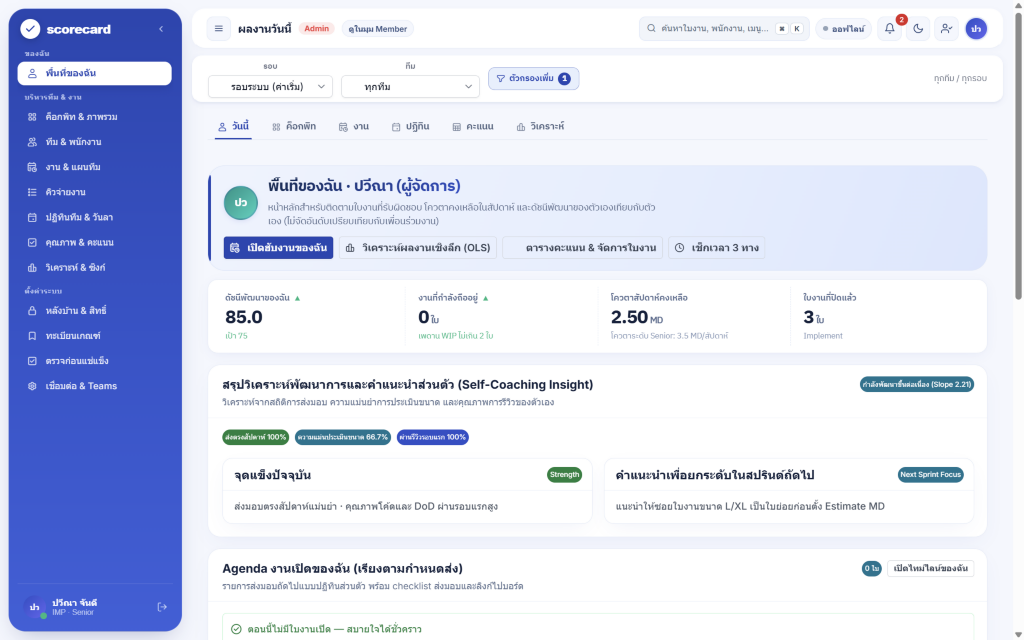 scorecard
ของฉัน
พื้นที่ของฉัน
บริหารทีม & งาน
ค็อกพิท & ภาพรวม
ทีม & พนักงาน
งาน & แผนทีม
คิวจ่ายงาน
ปฏิทินทีม & วันลา
คุณภาพ & คะแนน
วิเคราะห์ & ซิงก์
ตั้งค่าระบบ
หลังบ้าน & สิทธิ์
ทะเบียนเกณฑ์
ตรวจก่อนแช่แข็ง
เชื่อมต่อ & Teams
ปว
ปวีณา จันดี
IMP · Senior
ผลงานวันนี้ Admin ดูในมุม Member
ค้นหาใบงาน, พนักงาน, เมนู... ⌘ K
ออฟไลน์ 2 ปว
รอบ
รอบระบบ (ค่าเริ่ม)
ทีม
ทุกทีม
ตัวกรองเพิ่ม 1
ทุกทีม / ทุกรอบ
วันนี้ ค็อกพิท งาน ปฏิทิน คะแนน วิเคราะห์
ปว
พื้นที่ของฉัน · ปวีณา (ผู้จัดการ)
หน้าหลักสำหรับติดตามใบงานที่รับผิดชอบ โควตาคงเหลือในสัปดาห์ และดัชนีพัฒนาของตัวเองเทียบกับตัว
เอง (ไม่จัดอันดับเปรียบเทียบกับเพื่อนร่วมงาน)
เปิดฮับงานของฉัน วิเคราะห์ผลงานเชิงลึก (OLS) ตารางคะแนน & จัดการใบงาน เช็กเวลา 3 ทาง
ดัชนีพัฒนาของฉัน ▲
85.0
เป้า 75
งานที่กำลังถืออยู่ ▲
0 ใบ
เพดาน WIP ไม่เกิน 2 ใบ
โควตาสัปดาห์คงเหลือ
2.50 MD
โควตาระดับ Senior: 3.5 MD/สัปดาห์
ใบงานที่ปิดแล้ว
3 ใบ
Implement
สรุปวิเคราะห์พัฒนาการและคำแนะนำส่วนตัว (Self-Coaching Insight)
กำลังพัฒนาขึ้นต่อเนื่อง (Slope 2.21)
วิเคราะห์จากสถิติการส่งมอบ ความแม่นยำการประเมินขนาด และคุณภาพการรีวิวของตัวเอง
ส่งตรงสัปดาห์ 100% ความแม่นประเมินขนาด 66.7% ผ่านรีวิวรอบแรก 100%
จุดแข็งปัจจุบัน Strength
ส่งมอบตรงสัปดาห์แม่นยำ · คุณภาพโค้ดและ DoD ผ่านรอบแรกสูง
คำแนะนำเพื่อยกระดับในสปรินต์ถัดไป Next Sprint Focus
แนะนำให้ซอยใบงานขนาด L/XL เป็นใบย่อยก่อนตั้ง Estimate MD
Agenda งานเปิดของฉัน (เรียงตามกำหนดส่ง)
0 ใบ เปิดไทม์ไลน์ของฉัน
รายการส่งมอบถัดไปแบบปฏิทินส่วนตัว พร้อม checklist ส่งมอบและลิงก์ไปบอร์ด
ตอนนี้ไม่มีใบงานเปิด — สบายใจได้ชั่วคราว